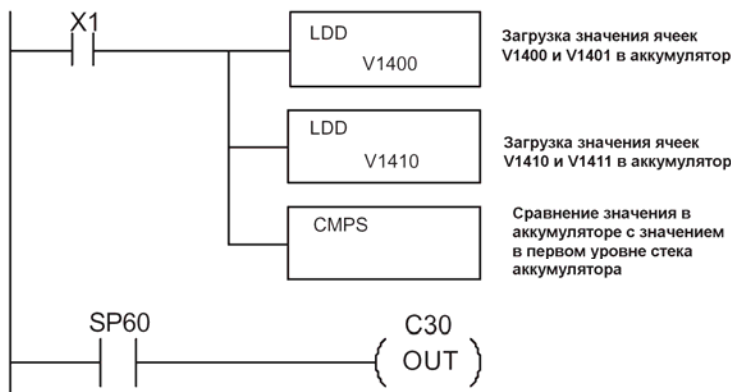 X1
LDD
V1400
Загрузка значения ячеек
V1400 и V1401 в аккумулятор
LDD
V1410
Загрузка значения ячеек
V1410 и V1411 в аккумулятор
CMPS
Сравнение значения в
аккумуляторе с значением
в первом уровне стека
аккумулятора
SP60
C30
OUT